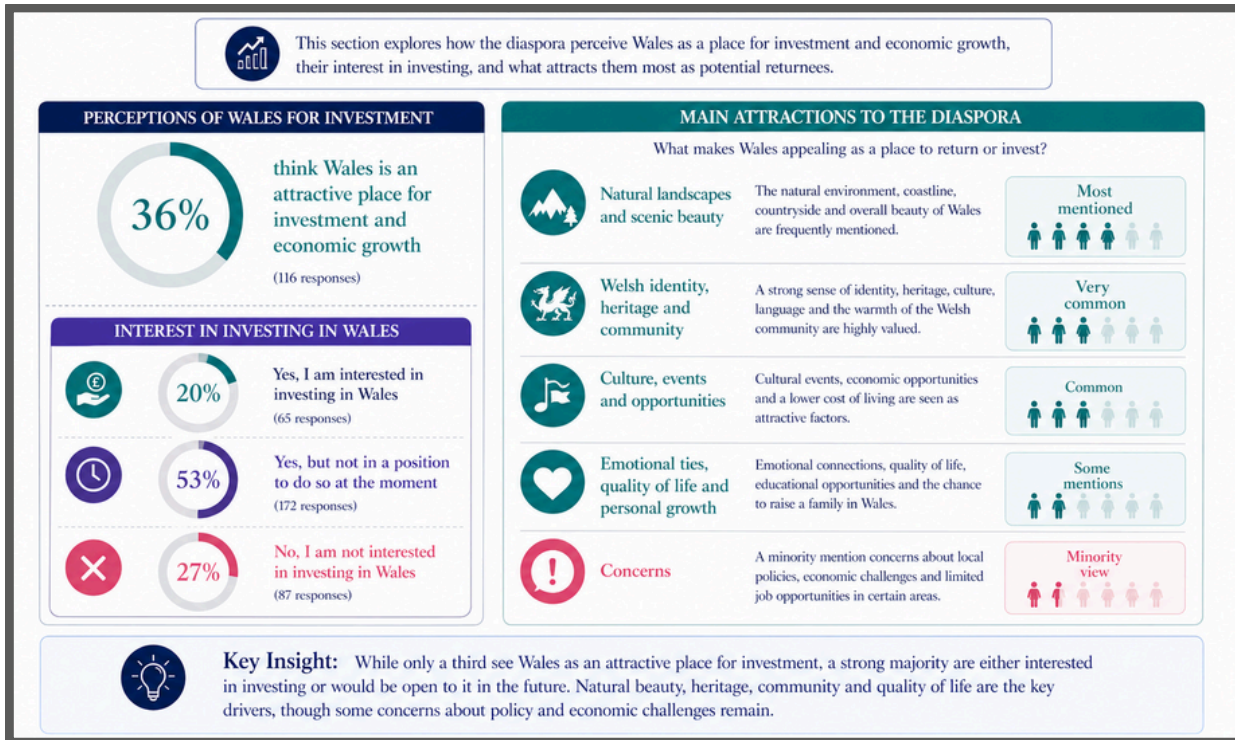 This section explores how the diaspora perceive Wales as a place for investment and economic growth,
their interest in investing, and what attracts them most as potential returnees.
PERCEPTIONS OF WALES FOR INVESTMENT
36%
think Wales is an
attractive place for
investment and
economic growth
(116 responses)
INTEREST IN INVESTING IN WALES
£
20%
Yes, I am interested in
investing in Wales
(65 responses)
53%
Yes, but not in a position
to do so at the moment
(172 responses)
27%
No, I am not interested
in investing in Wales
(87 responses)
MAIN ATTRACTIONS TO THE DIASPORA
What makes Wales appealing as a place to return or invest?
Natural landscapes
and scenic beauty
The natural environment, coastline,
countryside and overall beauty of Wales
are frequently mentioned.
Most
mentioned
Welsh identity,
heritage and
community
A strong sense of identity, heritage, culture,
language and the warmth of the Welsh
community are highly valued.
Very
common
Culture, events
and opportunities
Cultural events, economic opportunities
and a lower cost of living are seen as
attractive factors.
Common
Emotional ties,
quality of life and
personal growth
Emotional connections, quality of life,
educational opportunities and the chance
to raise a family in Wales.
Some
mentions
!
Concerns
A minority mention concerns about local
policies, economic challenges and limited
job opportunities in certain areas.
Minority
view
Key Insight: While only a third see Wales as an attractive place for investment, a strong majority are either interested
in investing or would be open to it in the future. Natural beauty, heritage, community and quality of life are the key
drivers, though some concerns about policy and economic challenges remain.